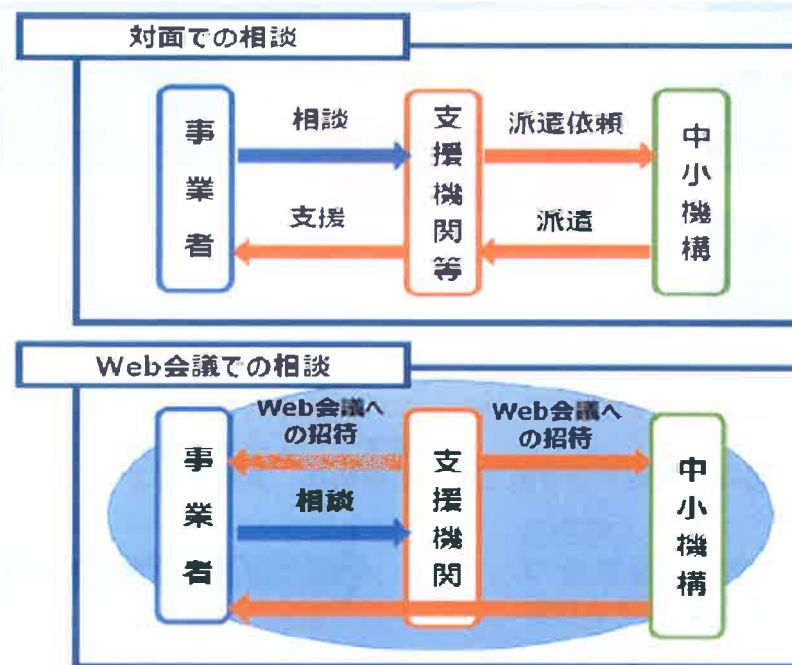 対面での相談
事業者
相談
支援
支援機関等
派遣依頼
派遣
中小機構
Web会議での相談
事業者
Web会議へ
の招待
相談
支援機関
Web会議へ
の招待
中小機構